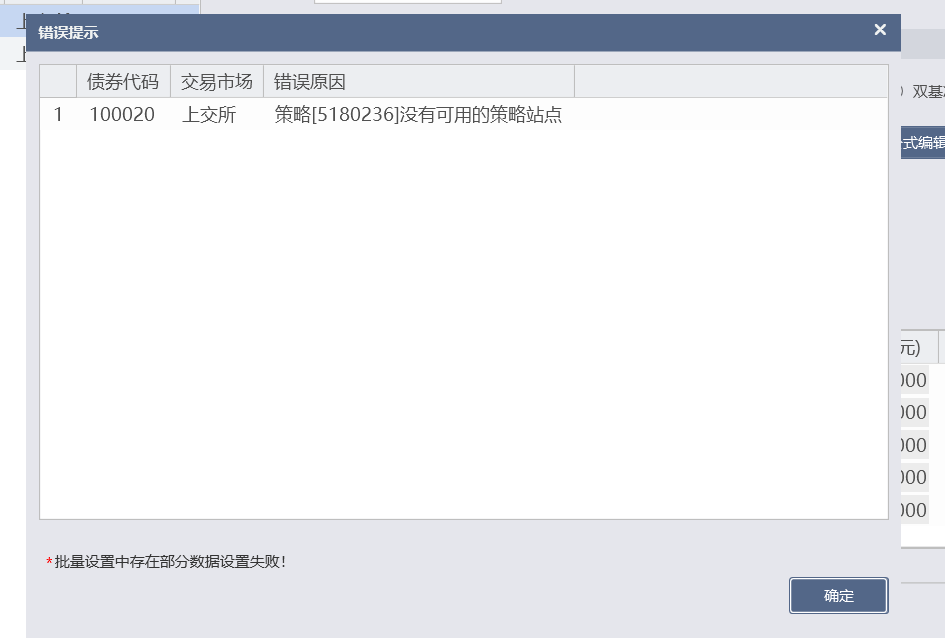 错误提示
债券代码 交易市场 错误原因
1 100020 上交所 策略[5180236]没有可用的策略站点
*批量设置中存在部分数据设置失败!
确定
双基
式编辑
元)
000
000
000
000
000